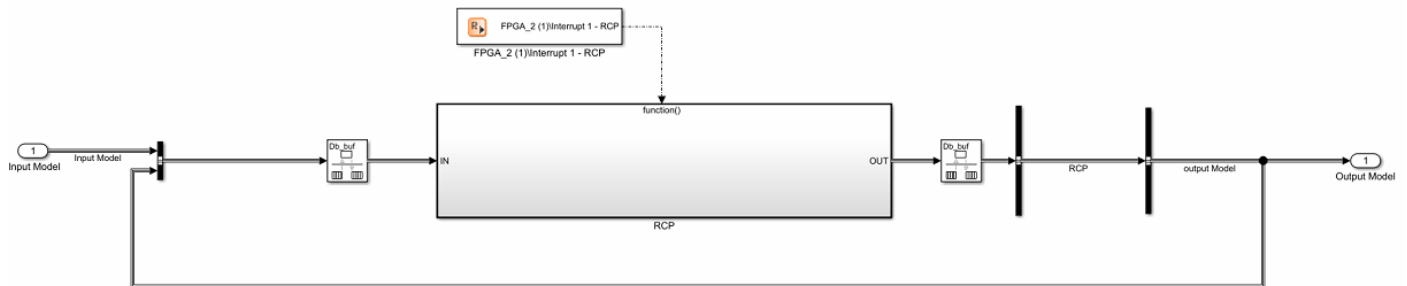 R
FPGA_2 (1)\Interrupt 1 - RCP
FPGA_2 (1)\Interrupt 1 - RCP
function()
1
Input Model
Input Model
Db_buf
IN
OUT
RCP
Db_buf
RCP
output Model
1
Output Model